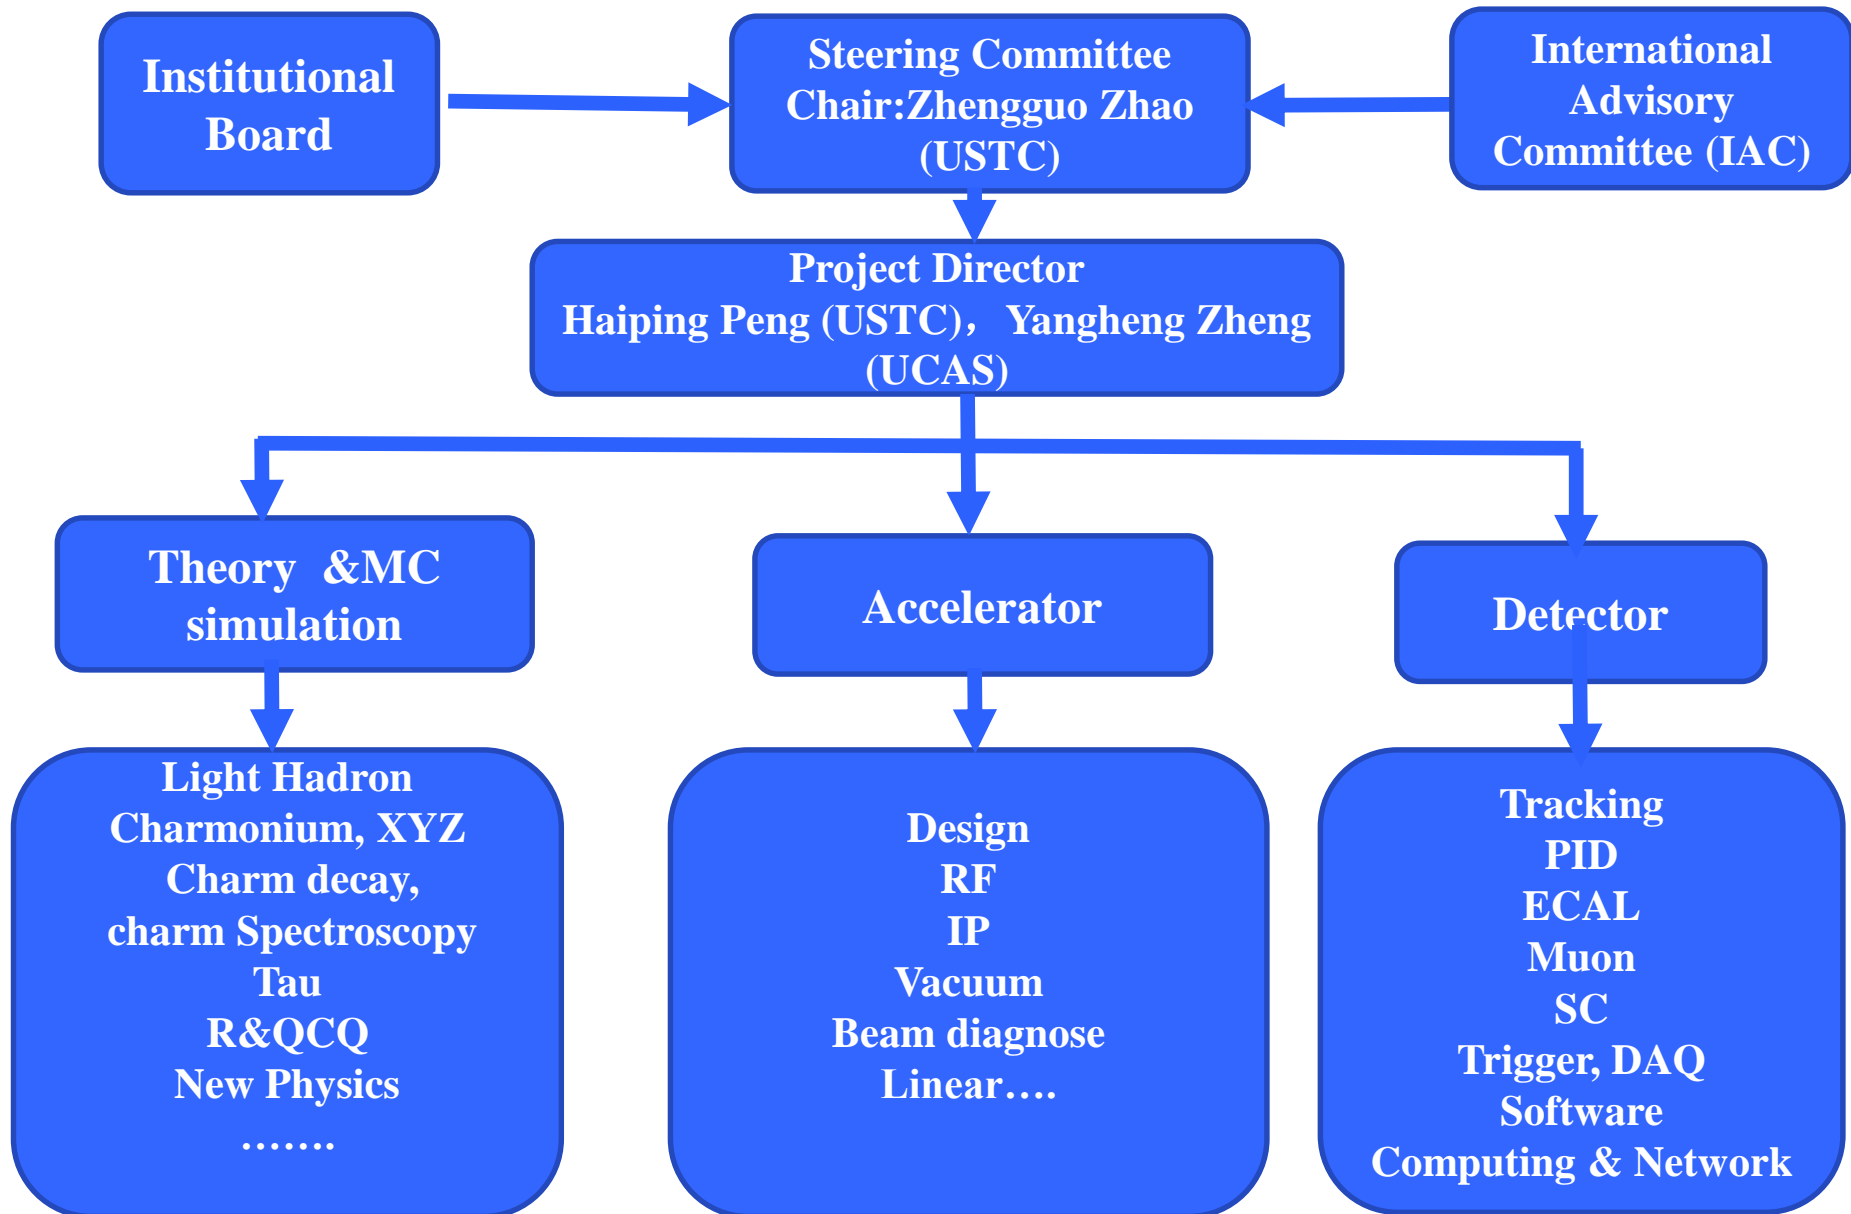 Institutional
Board
Steering Committee
Chair:Zhengguo Zhao
(USTC)
International
Advisory
Committee (IAC)
Project Director
Haiping Peng (USTC)，Yangheng Zheng
(UCAS)
Theory  &MC
simulation
Accelerator
Detector
Light Hadron
Charmonium, XYZ
Charm decay,
charm Spectroscopy
Tau
R&QCQ
New Physics
…….
Design
RF
IP
Vacuum
Beam diagnose
Linear….
Tracking
PID
ECAL
Muon
SC
Trigger, DAQ
Software
Computing & Network